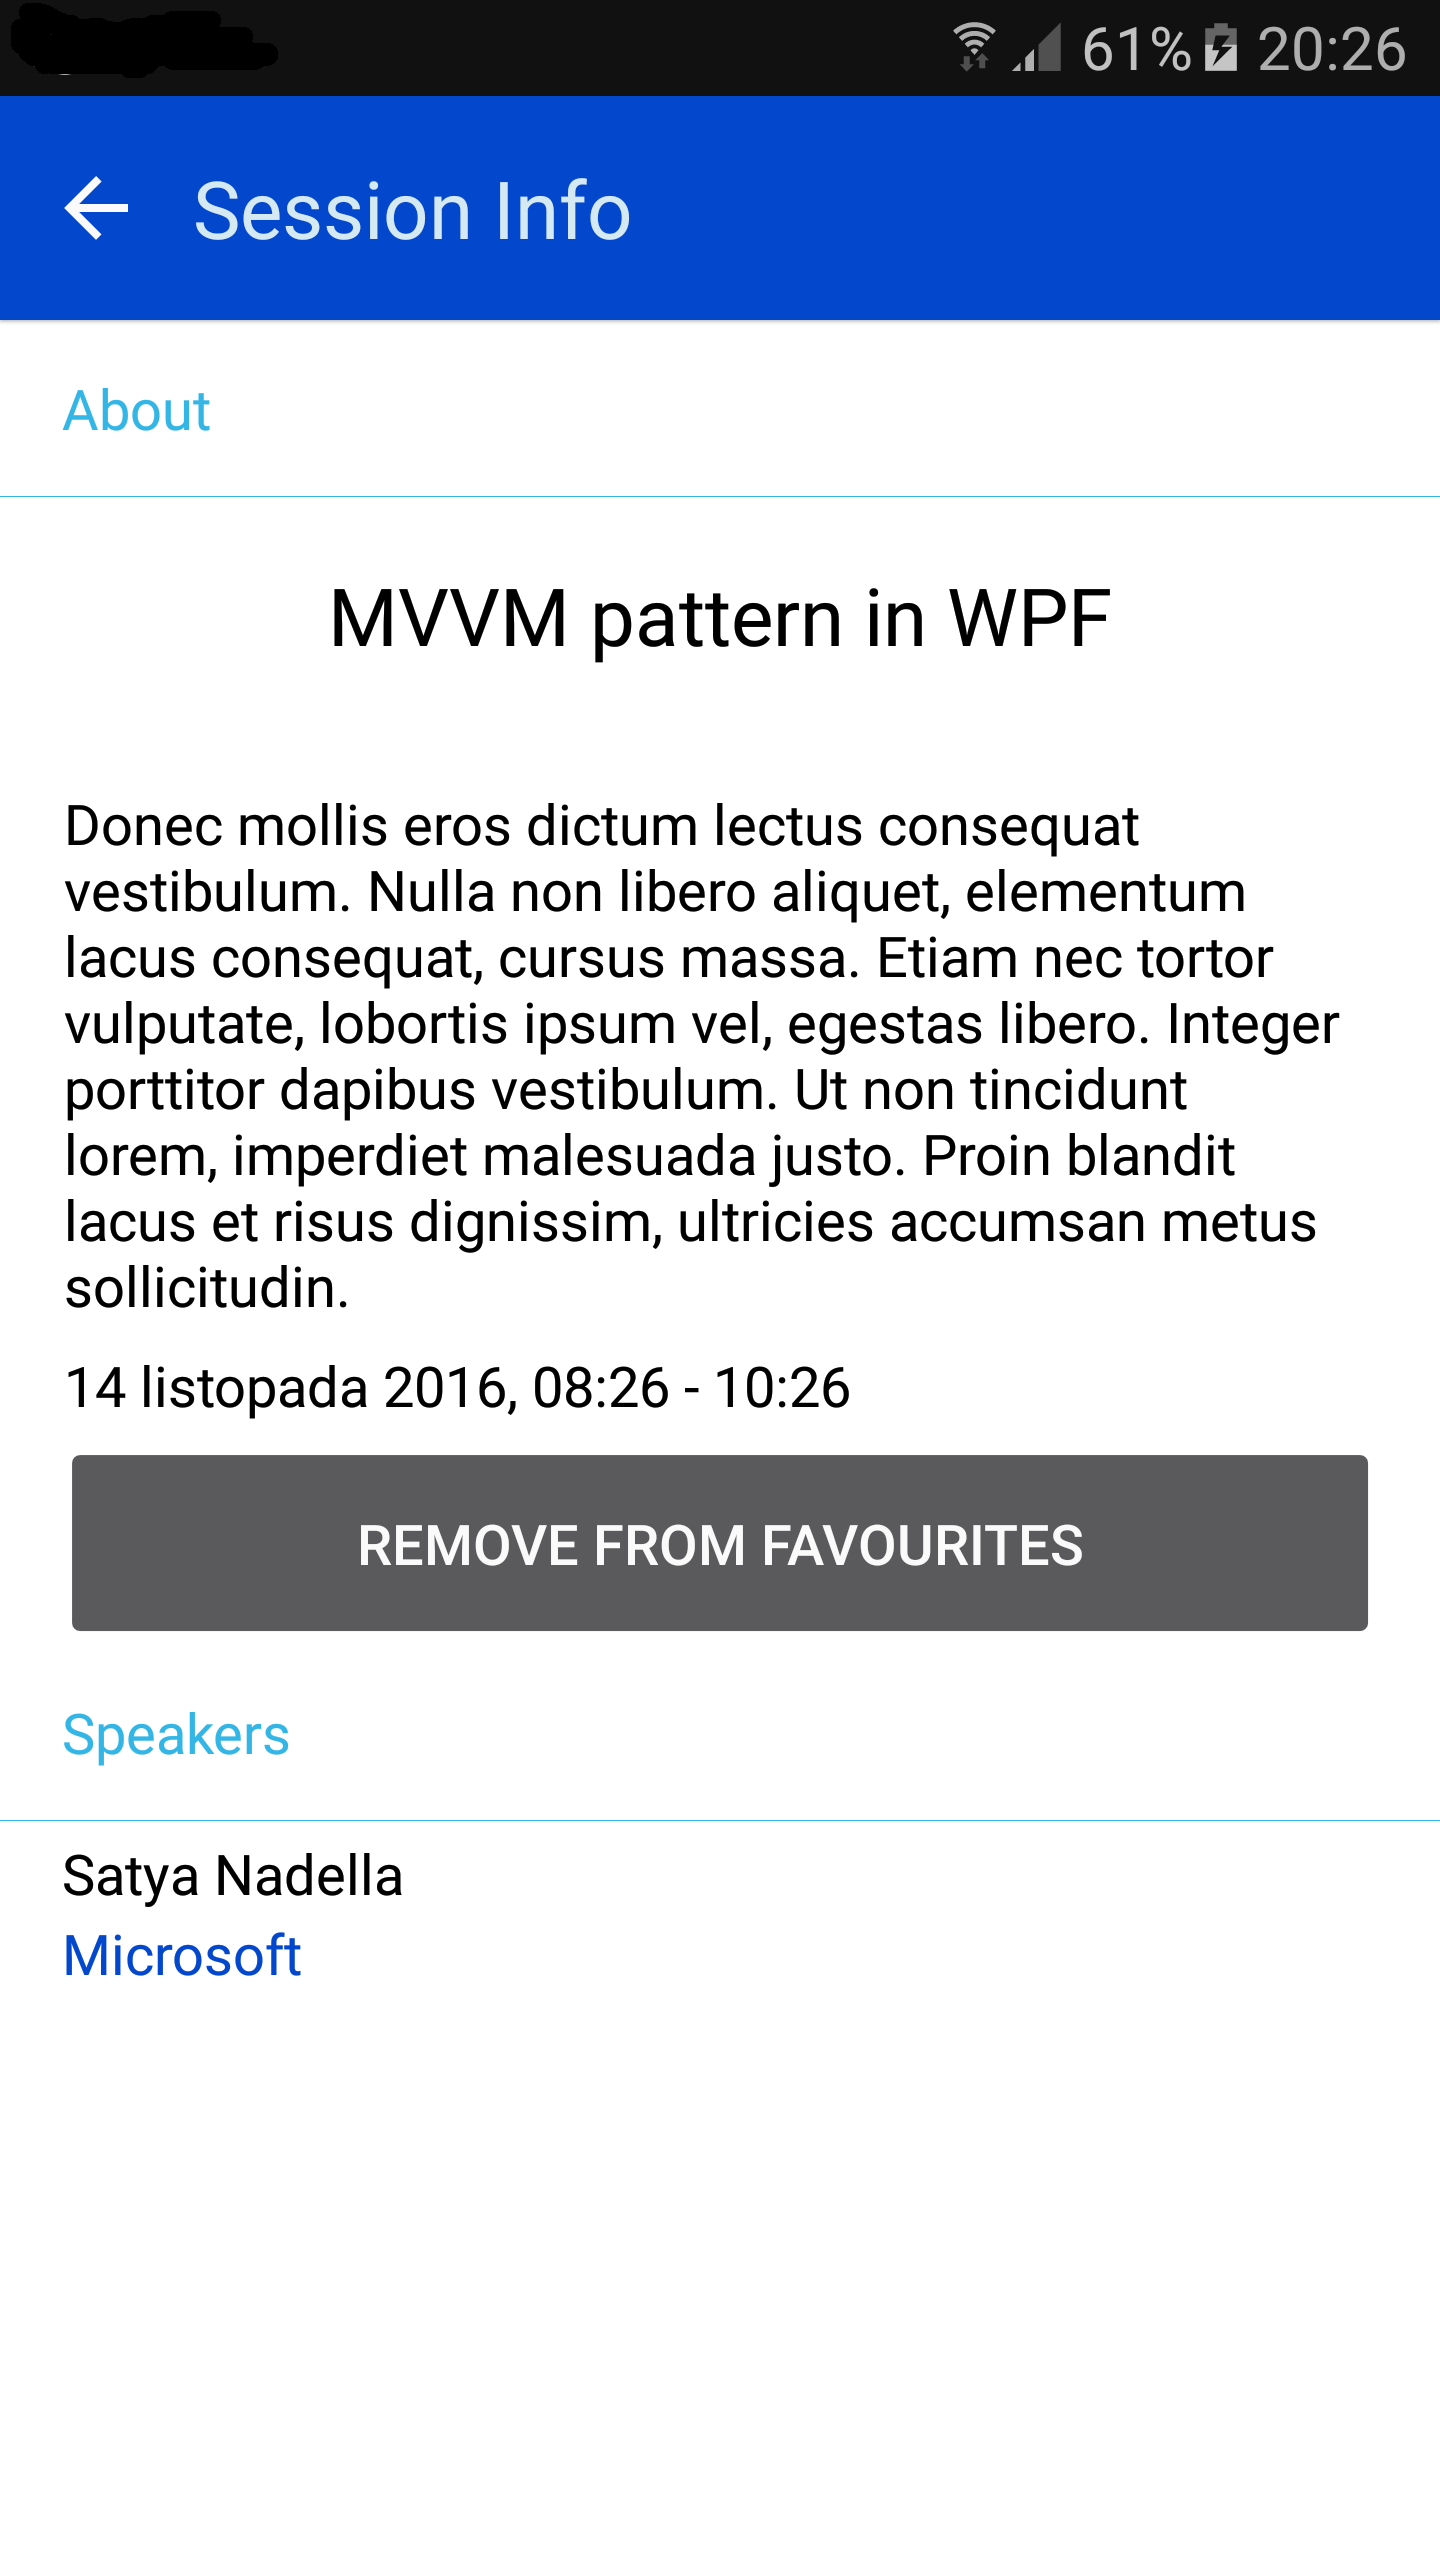 61% 20:26
Session Info
About
MVVM pattern in WPF
Donec mollis eros dictum lectus consequat
vestibulum. Nulla non libero aliquet, elementum
lacus consequat, cursus massa. Etiam nec tortor
vulputate, lobortis ipsum vel, egestas libero. Integer
porttitor dapibus vestibulum. Ut non tincidunt
lorem, imperdiet malesuada justo. Proin blandit
lacus et risus dignissim, ultricies accumsan metus
sollicitudin.
14 listopada 2016, 08:26 - 10:26
REMOVE FROM FAVOURITES
Speakers
Satya Nadella
Microsoft